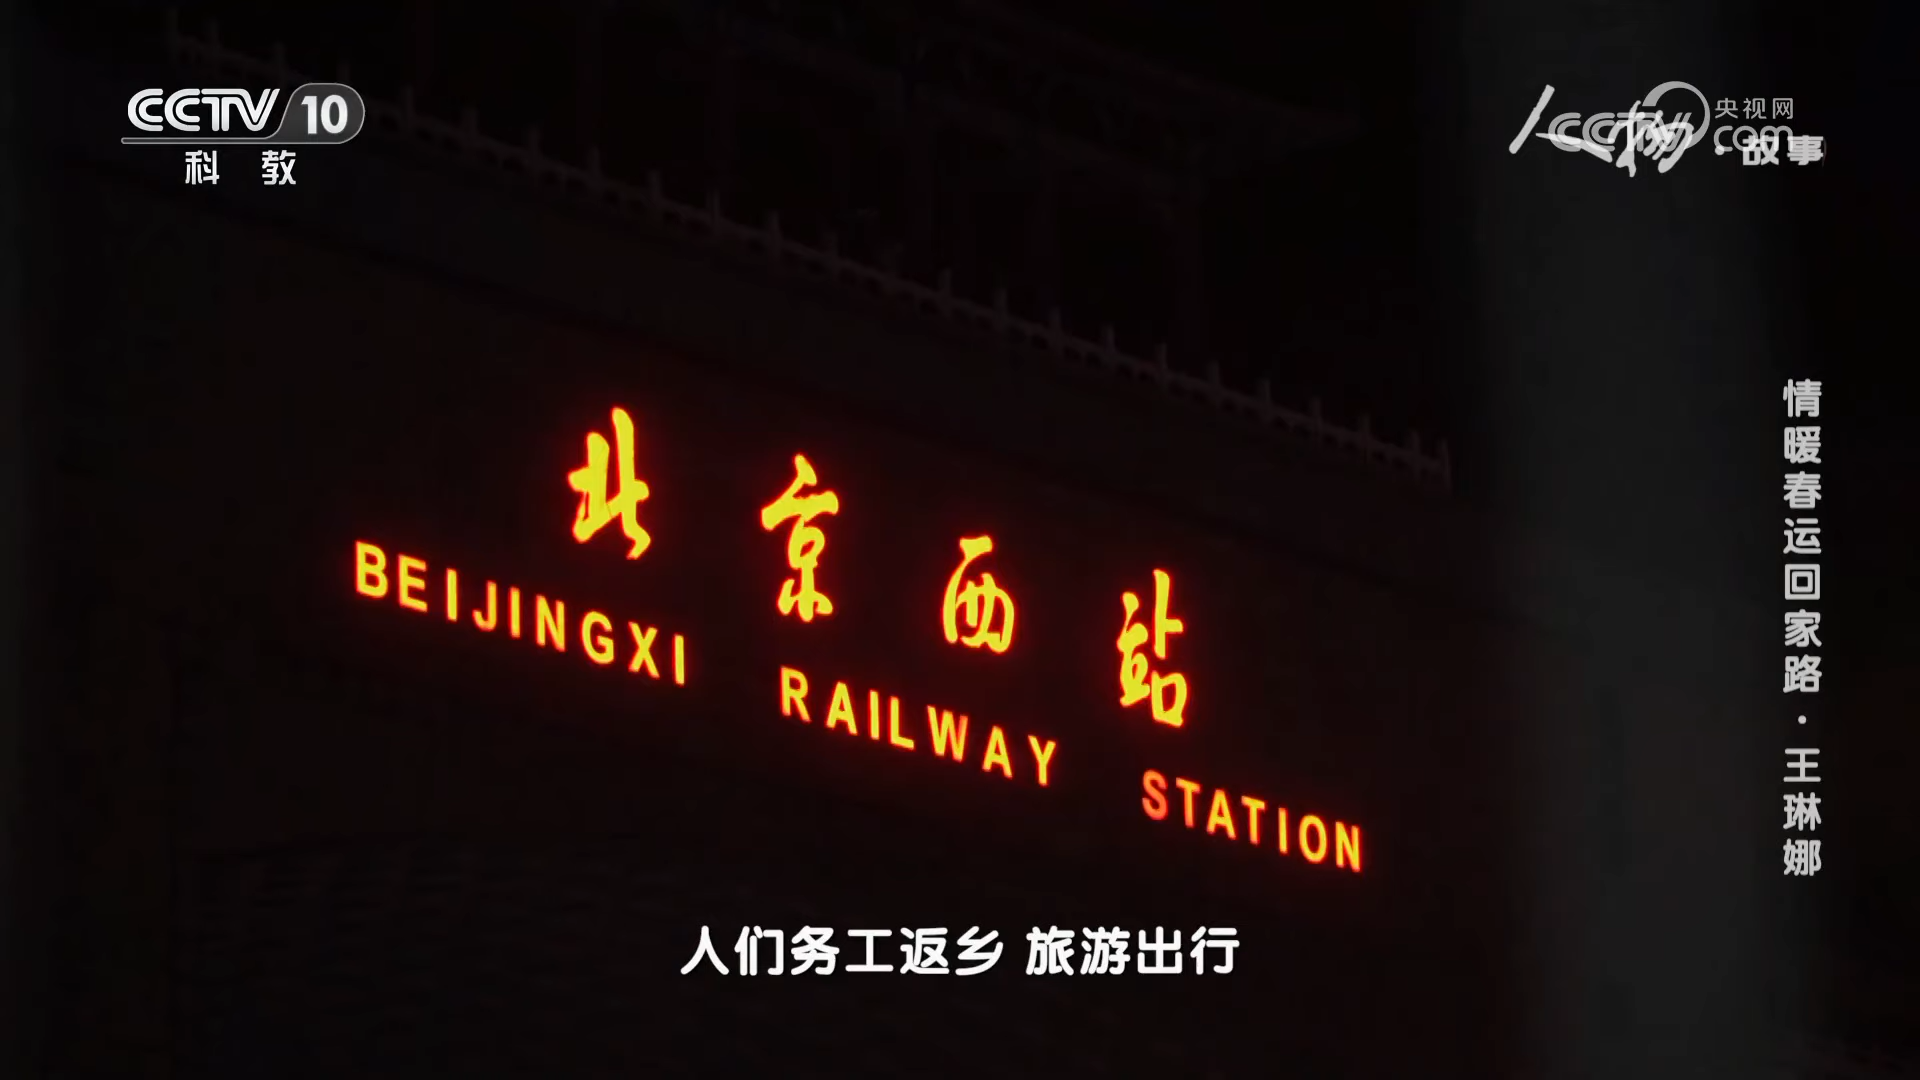 CCTV 10
科教
人物·故事
CCTV.com 央视网
北京西站
BEIJINGXI RAILWAY STATION
情暖春运回家路·王琳娜
人们务工返乡 旅游出行